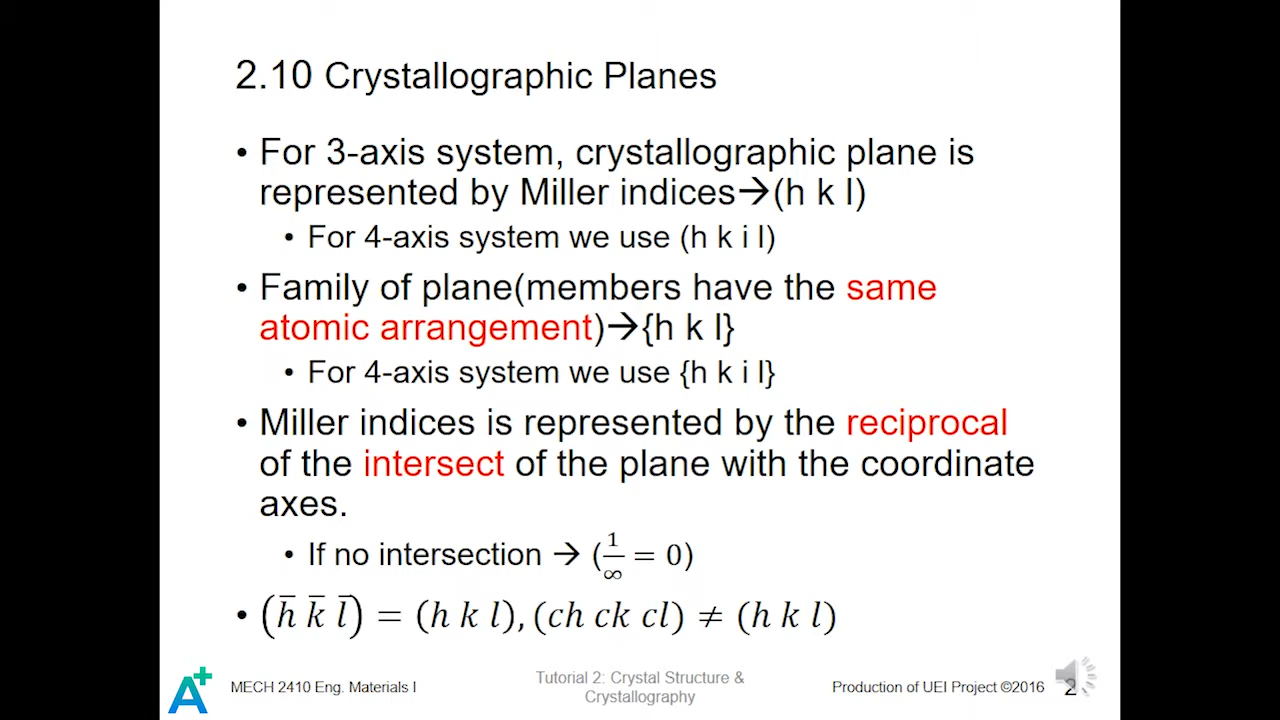 2.10 Crystallographic Planes
• For 3-axis system, crystallographic plane is
represented by Miller indices→(h k l)
• For 4-axis system we use (h k i l)
• Family of plane(members have the same
atomic arrangement)→{h k l}
• For 4-axis system we use {h k i l}
• Miller indices is represented by the reciprocal
of the intersect of the plane with the coordinate
axes.
• If no intersection → (1/∞ = 0)
• (h̄ k̄ l̄) = (h k l), (ch ck cl) ≠ (h k l)
A+
MECH 2410 Eng. Materials I
Tutorial 2: Crystal Structure &
Crystallography
Production of UEI Project ©2016
2